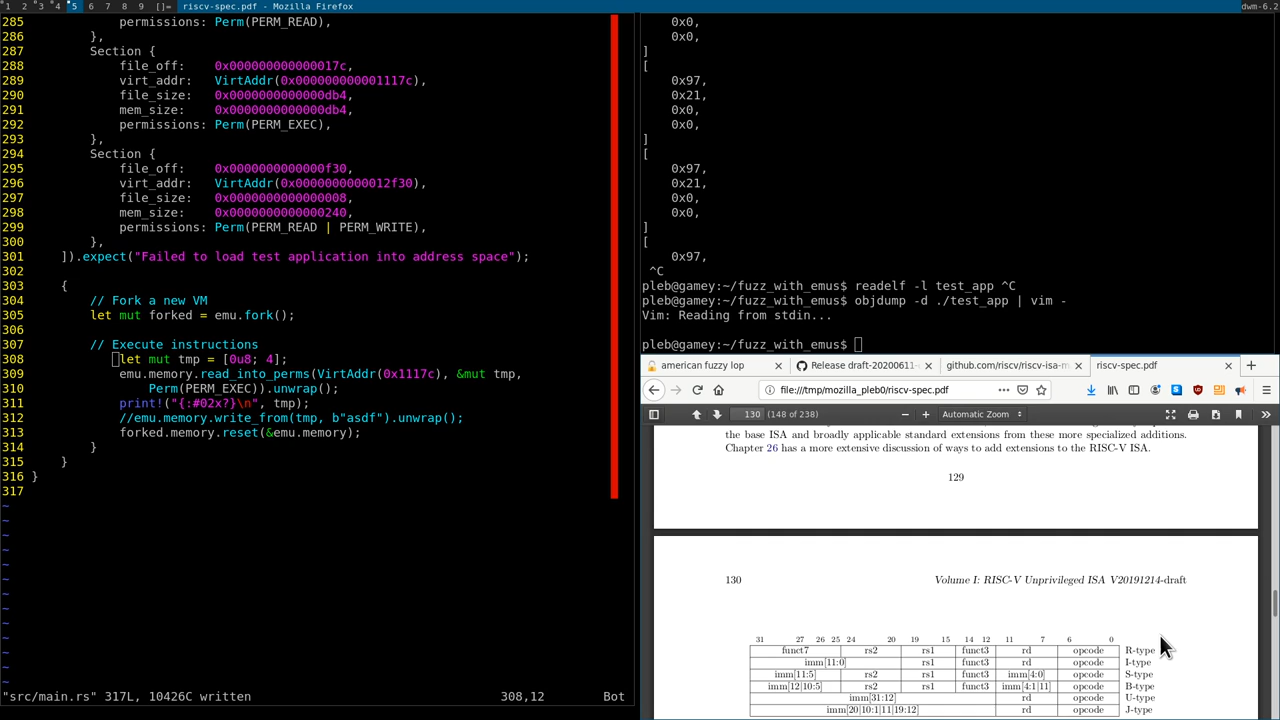 1 2 3 4 5 6 7 8 9 []= riscv-spec.pdf - Mozilla Firefox dwm-6.2
285 permissions: Perm(PERM_READ),
286 },
287 Section {
288 file_off: 0x000000000000017c,
289 virt_addr: VirtAddr(0x000000000001117c),
290 file_size: 0x0000000000000db4,
291 mem_size: 0x0000000000000db4,
292 permissions: Perm(PERM_EXEC),
293 },
294 Section {
295 file_off: 0x0000000000000f30,
296 virt_addr: VirtAddr(0x0000000000012f30),
297 file_size: 0x0000000000000008,
298 mem_size: 0x0000000000000240,
299 permissions: Perm(PERM_READ | PERM_WRITE),
300 },
301 ]).expect("Failed to load test application into address space");
302
303 {
304 // Fork a new VM
305 let mut forked = emu.fork();
306
307 // Execute instructions
308 let mut tmp = [0u8; 4];
309 emu.memory.read_into_perms(VirtAddr(0x1117c), &mut tmp,
310 Perm(PERM_EXEC)).unwrap();
311 print!("{:#02x?}\n", tmp);
312 //emu.memory.write_from(tmp, b"asdf").unwrap();
313 forked.memory.reset(&emu.memory);
314 }
315 }
316 }
317
~
~
~
~
~
~
~
~
~
~
~
~
~
"src/main.rs" 317L, 10426C written 308,12 Bot
0x0,
0x0,
]
[
0x97,
0x21,
0x0,
0x0,
]
[
0x97,
0x21,
0x0,
0x0,
]
[
0x97,
^C
pleb@gamey:~/fuzz_with_emus$ readelf -l test_app ^C
pleb@gamey:~/fuzz_with_emus$ objdump -d ./test_app | vim -
Vim: Reading from stdin...

pleb@gamey:~/fuzz_with_emus$
american fuzzy lop Release draft-20200611- github.com/riscv/riscv-isa-m riscv-spec.pdf
file:///tmp/mozilla_pleb0/riscv-spec.pdf
130 (148 of 238) Automatic Zoom
the base ISA and broadly applicable standard extensions from these more specialized additions.
Chapter 26 has a more extensive discussion of ways to add extensions to the RISC-V ISA.
129
130 Volume I: RISC-V Unprivileged ISA V20191214-draft
31 27 26 25 24 20 19 15 14 12 11 7 6 0
funct7 rs2 rs1 funct3 rd opcode R-type
imm[11:0] rs1 funct3 rd opcode I-type
imm[11:5] rs2 rs1 funct3 imm[4:0] opcode S-type
imm[12|10:5] rs2 rs1 funct3 imm[4:1|11] opcode B-type
imm[31:12] rd opcode U-type
imm[20|10:1|11|19:12] rd opcode J-type